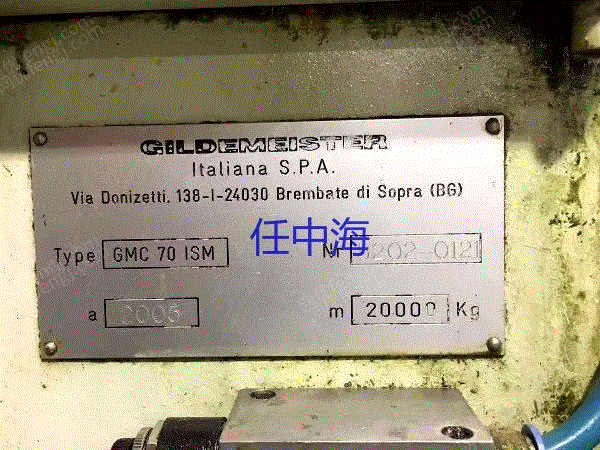 GILDEMEISTER
Italiana S.P.A.
Via Donizetti, 138-I-24030 Brembate di Sopra (BG)
任中海
Type GMC 70 ISM
a 2005
m 20000 Kg